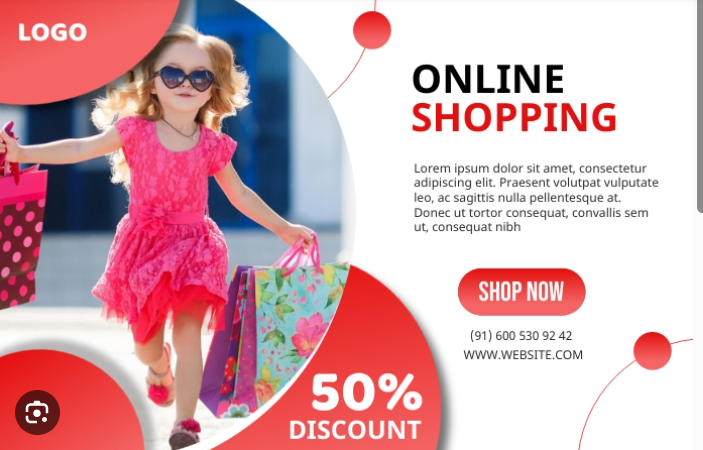 LOGO
ONLINE
SHOPPING
Lorem ipsum dolor sit amet, consectetur
adipiscing elit. Praesent volutpat vulputate
leo, ac sagittis nulla pellentesque at.
Donec ut tortor consequat, convallis sem
ut, consequat nibh
SHOP NOW
(91) 600 530 92 42
WWW.WEBSITE.COM
50%
DISCOUNT